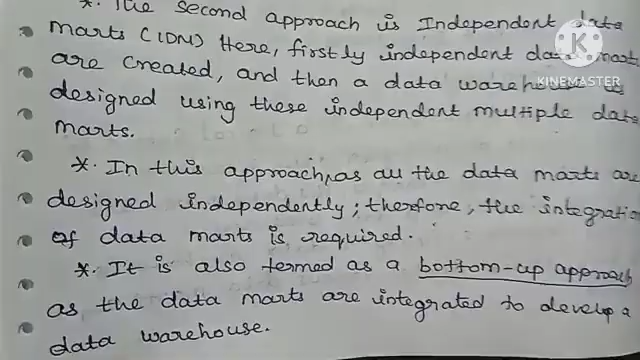 *. The second approach is Independent data
Marts (IDM) Here, firstly independent data mart
are created, and then a data warehouse is
designed using these independent multiple data
Marts.
*. In this approach, as all the data marts are
designed independently; therefore, the integration
of data marts is required.
*. It is also termed as a bottom-up approach
as the data marts are integrated to develop a
data warehouse.
KINEMASTER